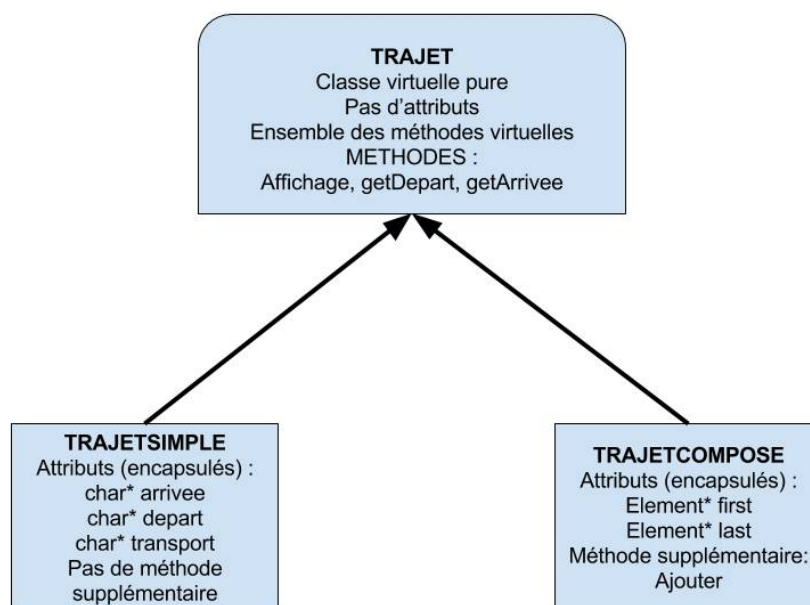 TRAJET
Classe virtuelle pure
Pas d'attributs
Ensemble des méthodes virtuelles
METHODES :
Affichage, getDepart, getArrivee
TRAJETSIMPLE
Attributs (encapsulés) :
char* arrivee
char* depart
char* transport
Pas de méthode
supplémentaire
TRAJETCOMPOSE
Attributs (encapsulés) :
Element* first
Element* last
Méthode supplémentaire:
Ajouter